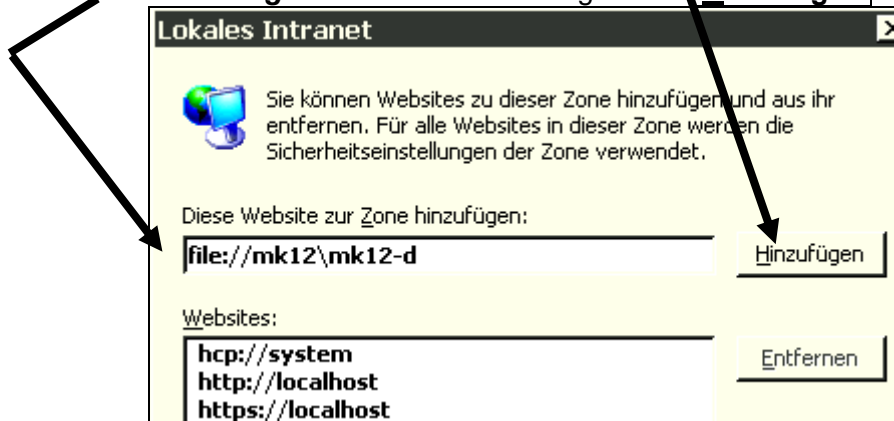 Lokales Intranet
Sie können Websites zu dieser Zone hinzufügen und aus ihr
entfernen. Für alle Websites in dieser Zone werden die
Sicherheitseinstellungen der Zone verwendet.
Diese Website zur Zone hinzufügen:
file://mk12\mk12-d
Hinzufügen
Websites:
hcp://system
http://localhost
https://localhost
Entfernen